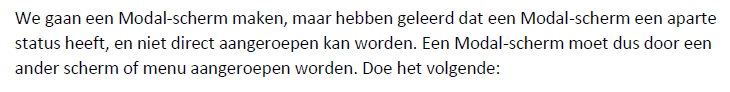 We gaan een Modal-scherm maken, maar hebben geleerd dat een Modal-scherm een aparte
status heeft, en niet direct aangeroepen kan worden. Een Modal-scherm moet dus door een
ander scherm of menu aangeroepen worden. Doe het volgende: